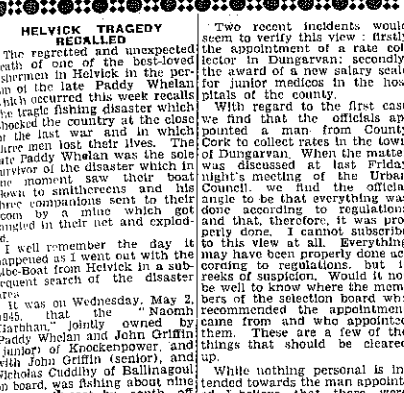 HELVICK TRAGEDY
RECALLED
The regretted and unexpected
death of one of the best-loved
fishermen in Helvick in the per-
son of the late Paddy Whelan
which occurred this week recalls
the tragic fishing disaster which
shocked the country at the close
of the last war and in which
three men lost their lives. The
late Paddy Whelan was the sole
survivor of the disaster which in
one moment saw their boat
blown to smithereens and his
three companions sent to their
doom by a mine which got
tangled in their net and explod-
ed.
I well remember the day it
happened as I went out with the
Life-Boat from Helvick in a sub-
sequent search of the disaster
area
It was on Wednesday, May 2,
1945, that the "Naomh
Garbhan," jointly owned by
Paddy Whelan and John Griffin
(junior) of Knockenpower, and
with John Griffin (senior), and
Nicholas Cuddihy of Ballinagoul
on board, was fishing about nine
Two recent incidents would
seem to verify this view: firstly
the appointment of a rate col-
lector in Dungarvan: secondly
the award of a new salary scale
for junior medicos in the hos-
pitals of the county.
With regard to the first case
we find that the officials ap-
pointed a man from County
Cork to collect rates in the town
of Dungarvan. When the matter
was discussed at last Friday
night's meeting of the Urban
Council. we find the official
angle to be that everything was
done according to regulations
and that, therefore, it was pro-
perly done. I cannot subscribe
to this view at all. Everything
may have been properly done ac-
cording to regulations, but it
reeks of suspicion. Would it not
be well to know where the mem-
bers of the selection board who
recommended the appointment
came from and who appointed
them. These are a few of the
things that should be cleared
up.
While nothing personal is in-
tended towards the man appoint-